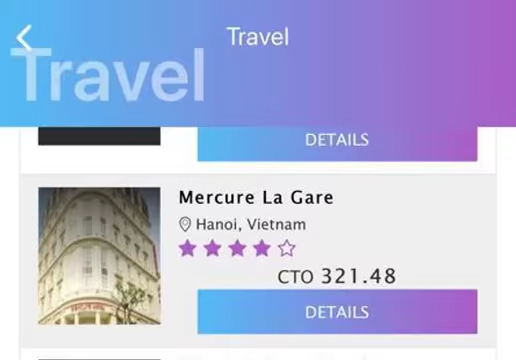 Travel
Travel
DETAILS
Mercure La Gare
Hanoi, Vietnam
CTO 321.48
DETAILS